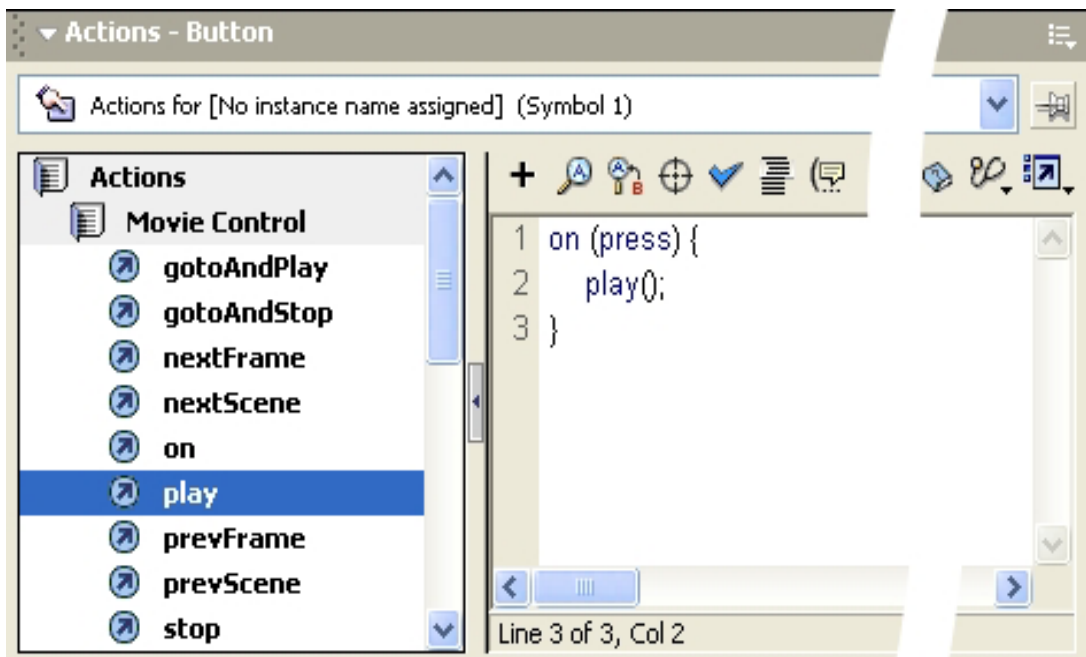 Actions - Button
Actions for [No instance name assigned] (Symbol 1)
Actions
Movie Control
gotoAndPlay
gotoAndStop
nextFrame
nextScene
on
play
prevFrame
prevScene
stop
1 on (press) {
2 play();
3 }
Line 3 of 3, Col 2